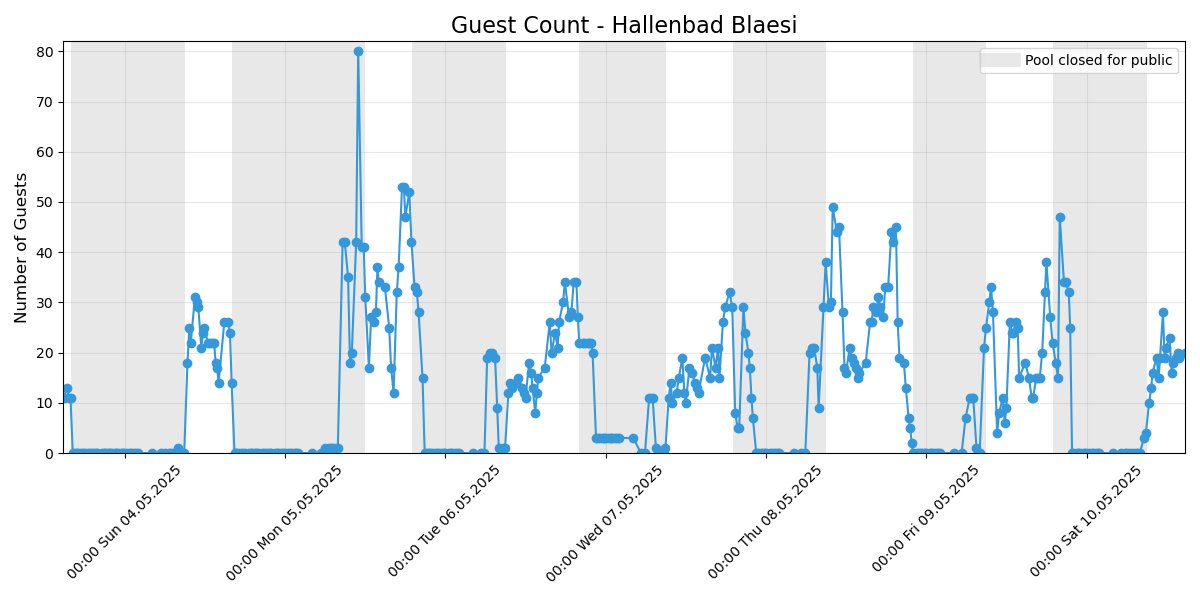 Guest Count - Hallenbad Blaesi
Pool closed for public
Number of Guests
80
70
60
50
40
30
20
10
0
00:00 Sun 04.05.2025
00:00 Mon 05.05.2025
00:00 Tue 06.05.2025
00:00 Wed 07.05.2025
00:00 Thu 08.05.2025
00:00 Fri 09.05.2025
00:00 Sat 10.05.2025